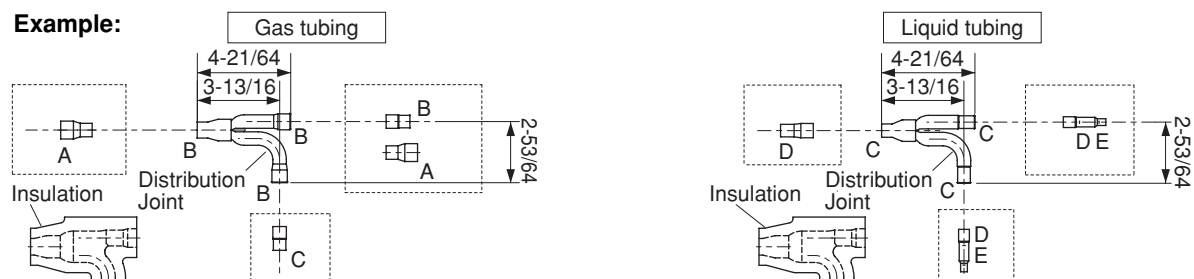 Example:
Gas tubing
4-21/64
3-13/16
B
A
B
B
A
2-53/64
Distribution
Joint
B
Insulation
C
Liquid tubing
4-21/64
3-13/16
D
C
C
D E
2-53/64
Distribution
Joint
C
Insulation
D
E